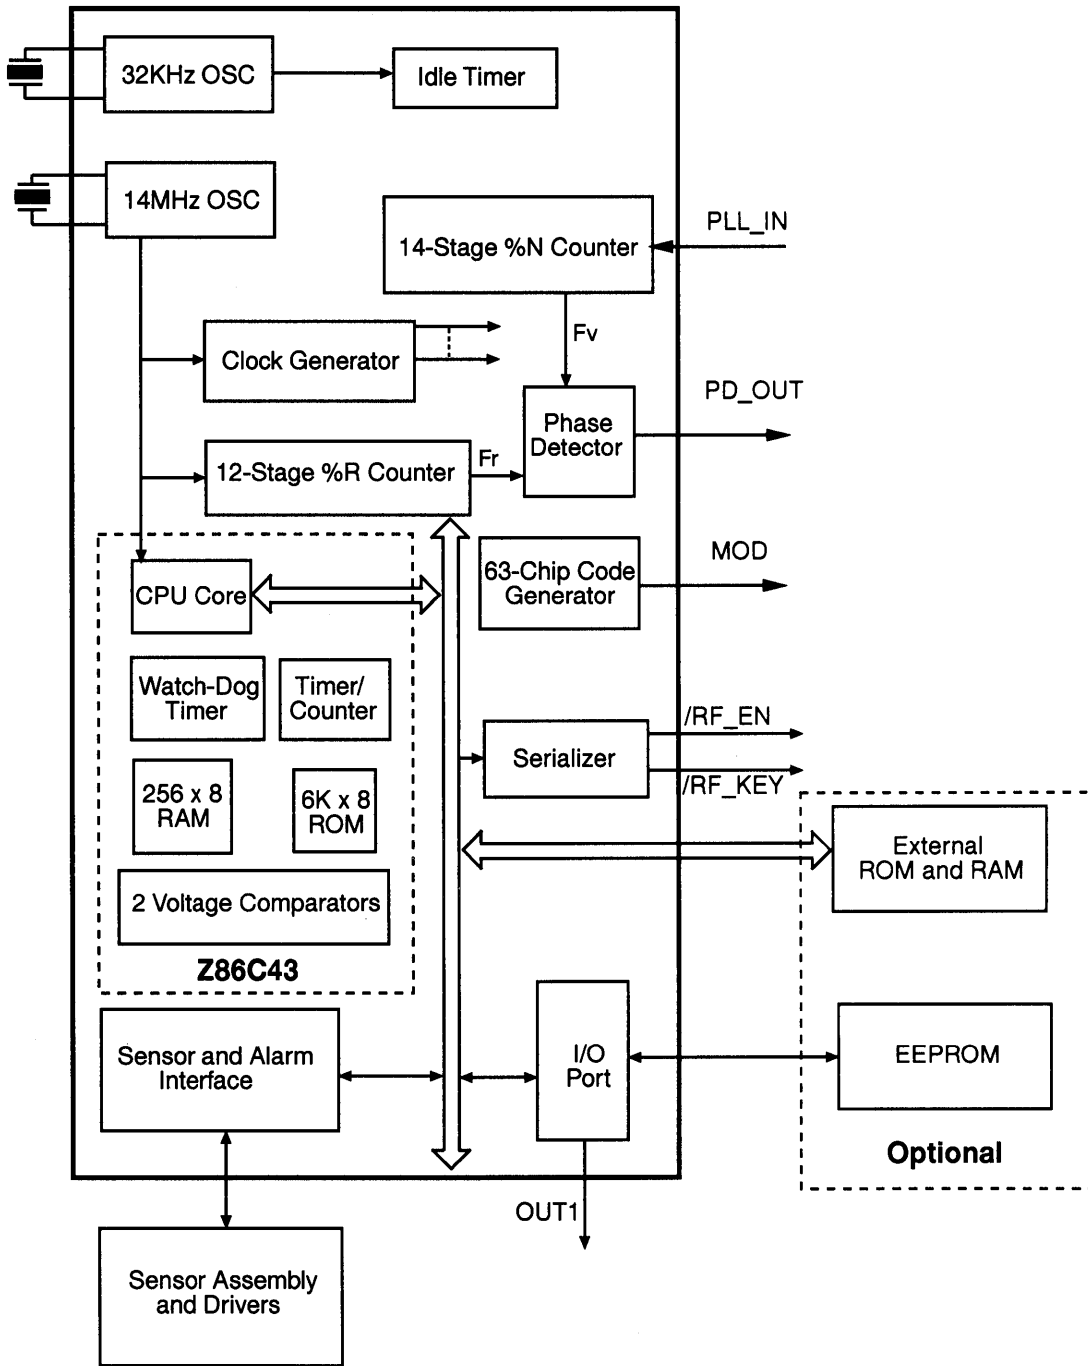 32KHz OSC
Idle Timer
14MHz OSC
14-Stage %N Counter
PLL_IN
Fv
Clock Generator
PD_OUT
Phase
Detector
12-Stage %R Counter
Fr
MOD
63-Chip Code
Generator
CPU Core
Watch-Dog
Timer
Timer/
Counter
/RF_EN
Serializer
/RF_KEY
256 x 8
RAM
6K x 8
ROM
External
ROM and RAM
2 Voltage Comparators
Z86C43
Sensor and Alarm
Interface
I/O
Port
EEPROM
Optional
OUT1
Sensor Assembly
and Drivers